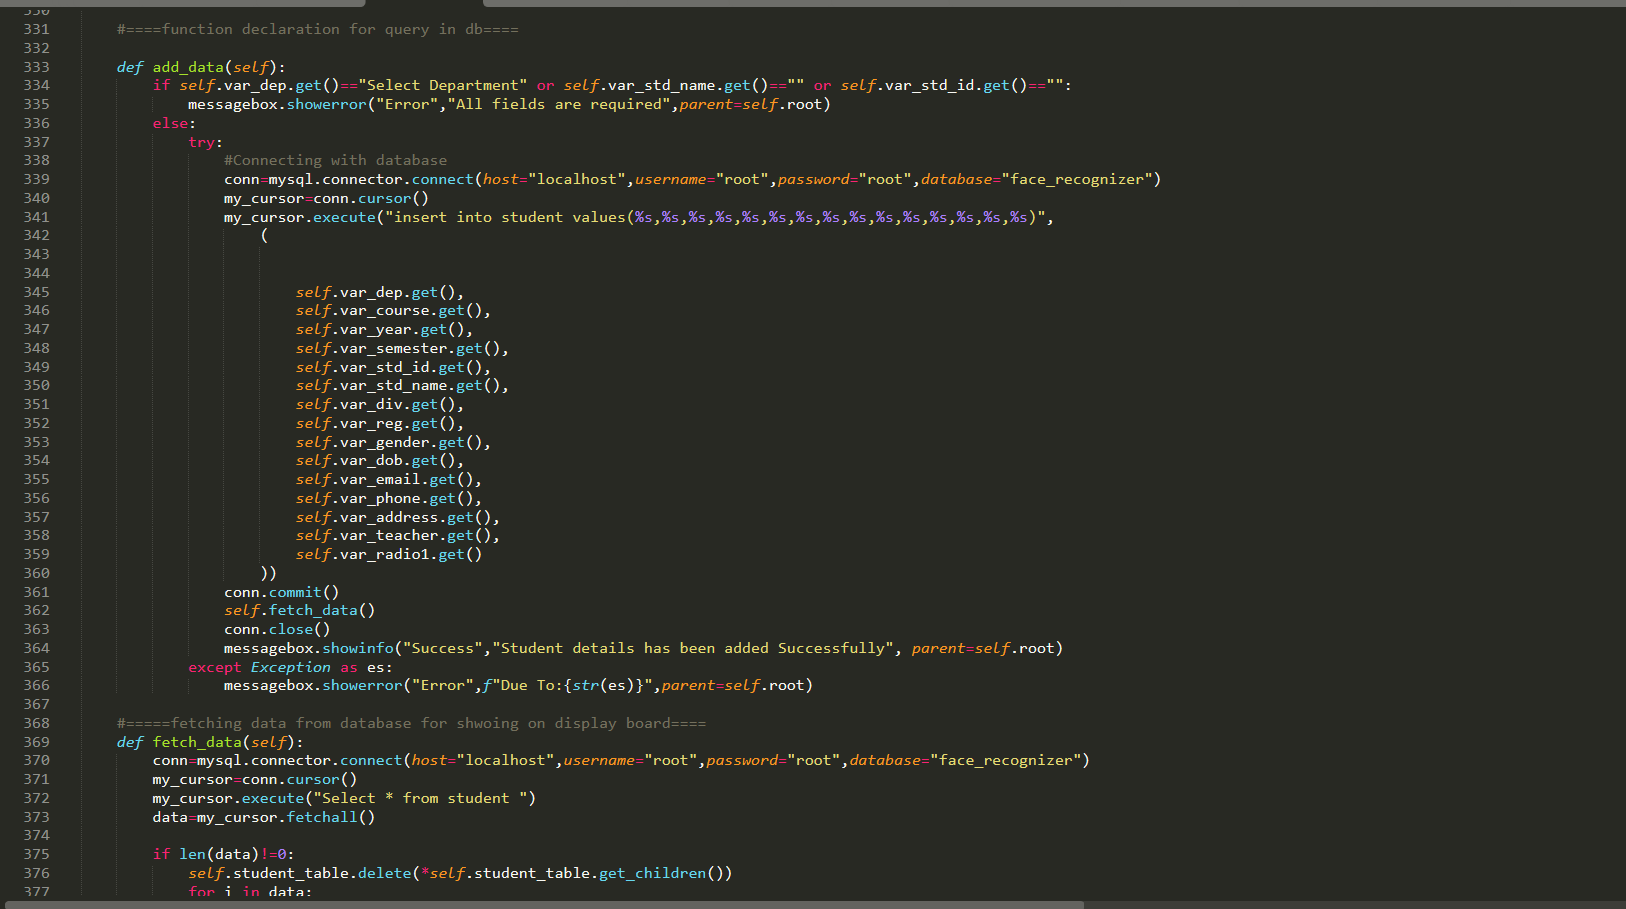 330
331 #====function declaration for query in db====
332
333 def add_data(self):
334 if self.var_dep.get()=="Select Department" or self.var_std_name.get()=="" or self.var_std_id.get()=="":
335 messagebox.showerror("Error","All fields are required",parent=self.root)
336 else:
337 try:
338 #Connecting with database
339 conn=mysql.connector.connect(host="localhost",username="root",password="root",database="face_recognizer")
340 my_cursor=conn.cursor()
341 my_cursor.execute("insert into student values(%s,%s,%s,%s,%s,%s,%s,%s,%s,%s,%s,%s,%s,%s,%s)",
342 (
343
344
345 self.var_dep.get(),
346 self.var_course.get(),
347 self.var_year.get(),
348 self.var_semester.get(),
349 self.var_std_id.get(),
350 self.var_std_name.get(),
351 self.var_div.get(),
352 self.var_reg.get(),
353 self.var_gender.get(),
354 self.var_dob.get(),
355 self.var_email.get(),
356 self.var_phone.get(),
357 self.var_address.get(),
358 self.var_teacher.get(),
359 self.var_radio1.get()
360 ))
361 conn.commit()
362 self.fetch_data()
363 conn.close()
364 messagebox.showinfo("Success","Student details has been added Successfully", parent=self.root)
365 except Exception as es:
366 messagebox.showerror("Error",f"Due To:{str(es)}",parent=self.root)
367
368 #=====fetching data from database for shwoing on display board====
369 def fetch_data(self):
370 conn=mysql.connector.connect(host="localhost",username="root",password="root",database="face_recognizer")
371 my_cursor=conn.cursor()
372 my_cursor.execute("Select * from student ")
373 data=my_cursor.fetchall()
374
375 if len(data)!=0:
376 self.student_table.delete(*self.student_table.get_children())
377 for i in data: